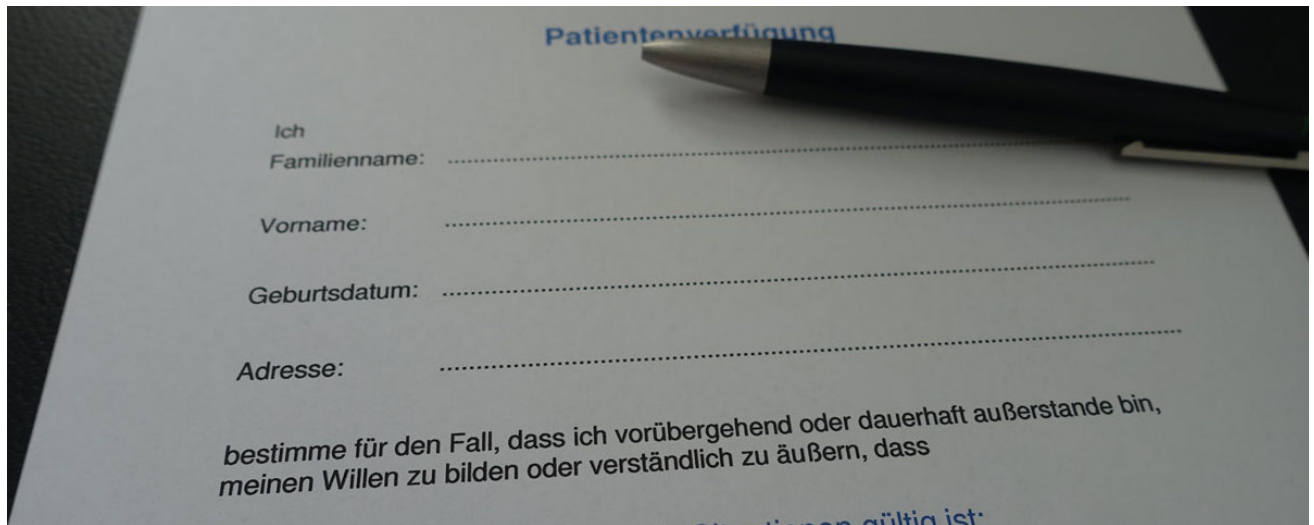 Patientenverfügung
Ich
Familienname:
Vorname:
Geburtsdatum:
Adresse:
bestimme für den Fall, dass ich vorübergehend oder dauerhaft außerstande bin,
meinen Willen zu bilden oder verständlich zu äußern, dass
gültig ist: